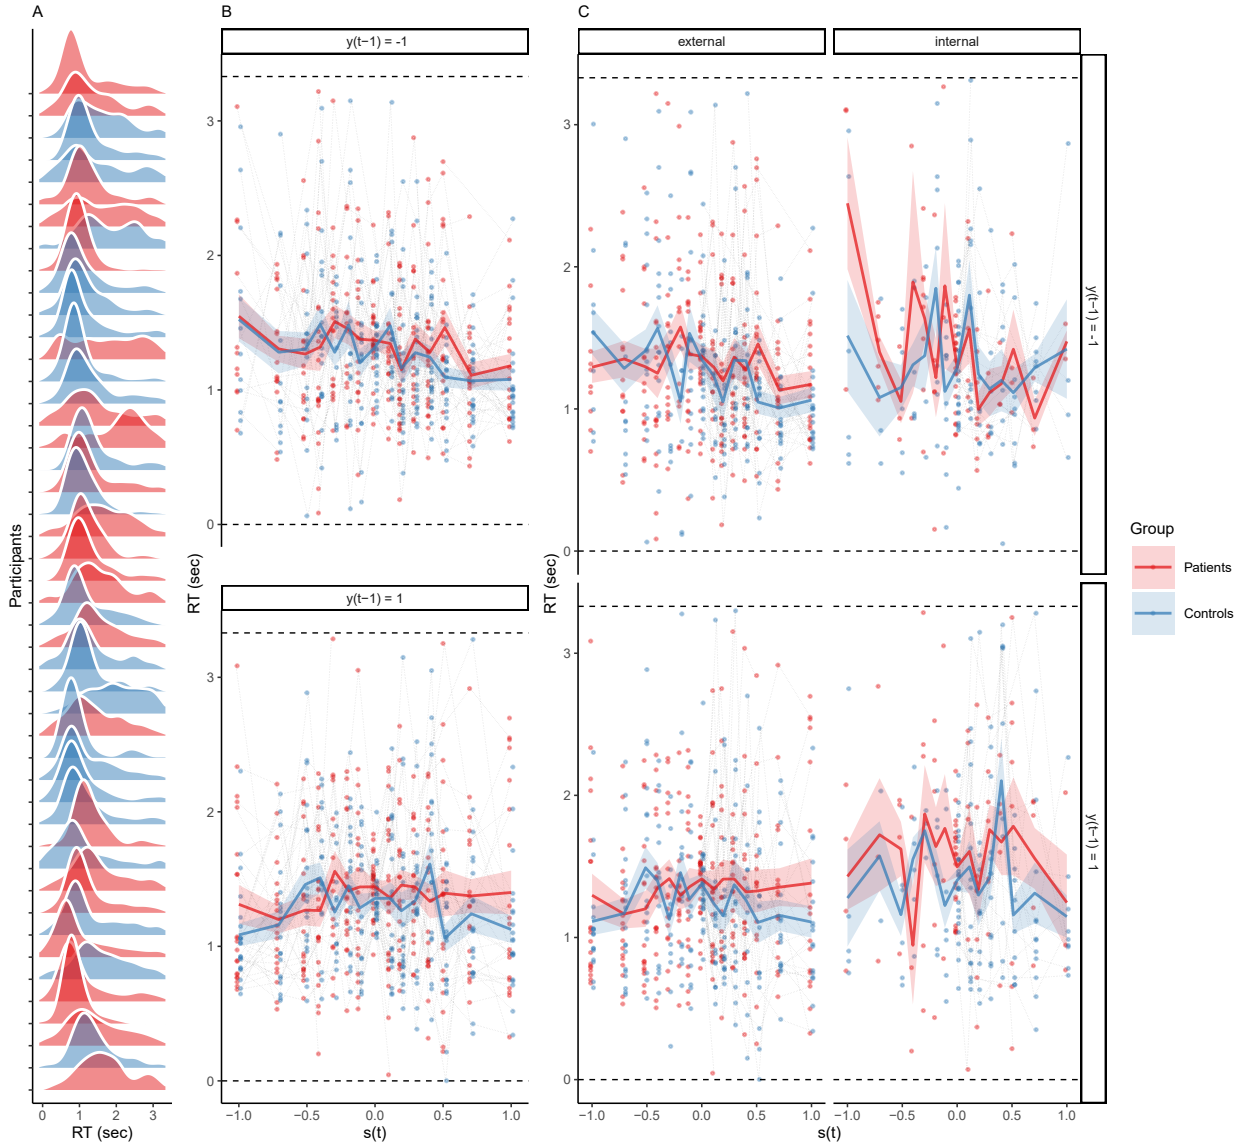 A
B
C
y(t−1) = -1
external
internal
3
2
1
0
3
2
1
0
y(t−1) = -1
Participants
RT (sec)
RT (sec)
Group
Patients
Controls
y(t−1) = 1
3
2
1
0
3
2
1
0
y(t−1) = 1
0 1 2 3
−1.0 −0.5 0.0 0.5 1.0
−1.0 −0.5 0.0 0.5 1.0
−1.0 −0.5 0.0 0.5 1.0
RT (sec)
s(t)
s(t)